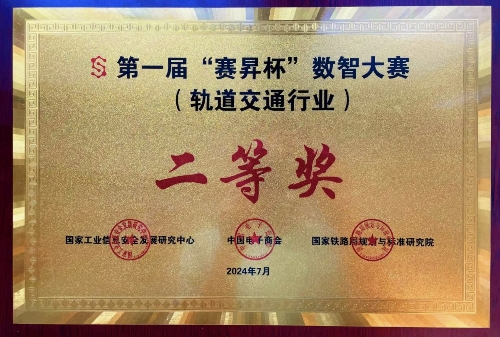 第一届“赛昇杯”数智大赛
（轨道交通行业）
二等奖
国家工业信息安全发展研究中心 中国电子商会 国家铁路局规划与标准研究院
2024年7月